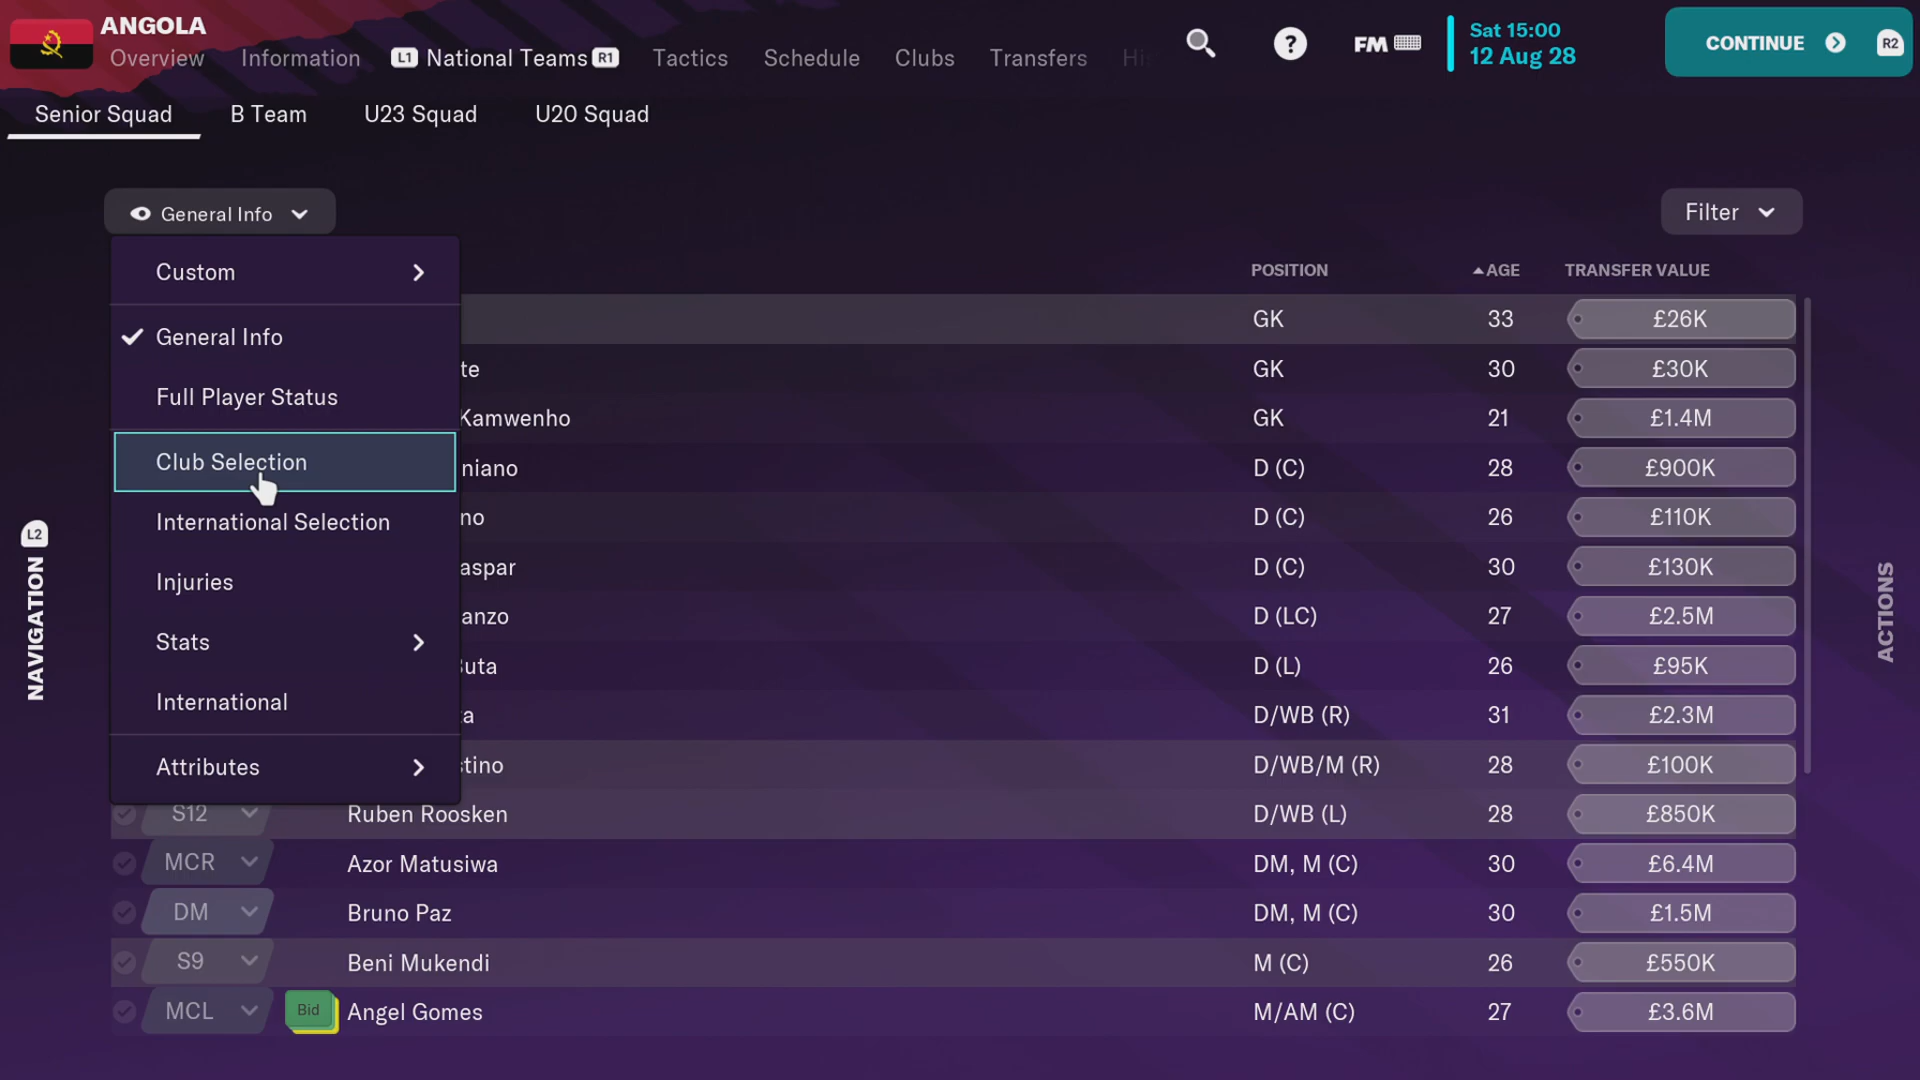 ANGOLA
Overview Information L1 National Teams R1 Tactics Schedule Clubs Transfers
FM
Sat 15:00
12 Aug 28
CONTINUE R2
Senior Squad B Team U23 Squad U20 Squad
General Info
Filter
Custom
General Info
Full Player Status
Club Selection
International Selection
Injuries
Stats
International
Attributes
POSITION AGE TRANSFER VALUE
GK 33 £26K
te GK 30 £30K
Kamwenho GK 21 £1.4M
niano D (C) 28 £900K
no D (C) 26 £110K
aspar D (C) 30 £130K
anzo D (LC) 27 £2.5M
Buta D (L) 26 £95K
ta D/WB (R) 31 £2.3M
stino D/WB/M (R) 28 £100K
S12 Ruben Roosken D/WB (L) 28 £850K
MCR Azor Matusiwa DM, M (C) 30 £6.4M
DM Bruno Paz DM, M (C) 30 £1.5M
S9 Beni Mukendi M (C) 26 £550K
MCL Bid Angel Gomes M/AM (C) 27 £3.6M
L2
NAVIGATION
ACTIONS